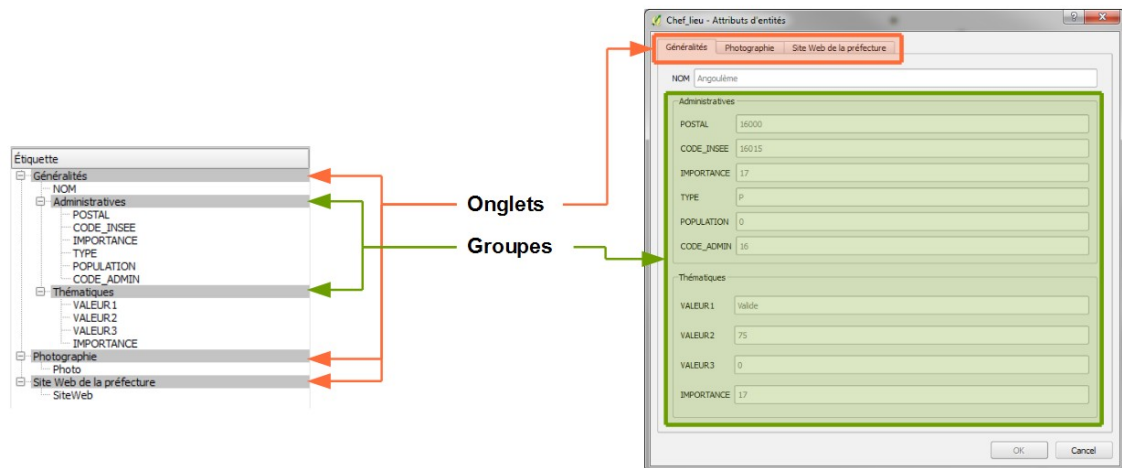 Étiquette
Généralités
NOM
Administratives
POSTAL
CODE_INSEE
IMPORTANCE
TYPE
POPULATION
CODE_ADMIN
Thématiques
VALEUR1
VALEUR2
VALEUR3
IMPORTANCE
Photographie
Photo
Site Web de la préfecture
SiteWeb
Onglets
Groupes
Chef_lieu - Attributs d'entités
Généralités Photographie Site Web de la préfecture
NOM Angoulème
Administratives
POSTAL 16000
CODE_INSEE 16015
IMPORTANCE 17
TYPE P
POPULATION 0
CODE_ADMIN 16
Thématiques
VALEUR1 Valide
VALEUR2 75
VALEUR3 0
IMPORTANCE 17
OK Cancel